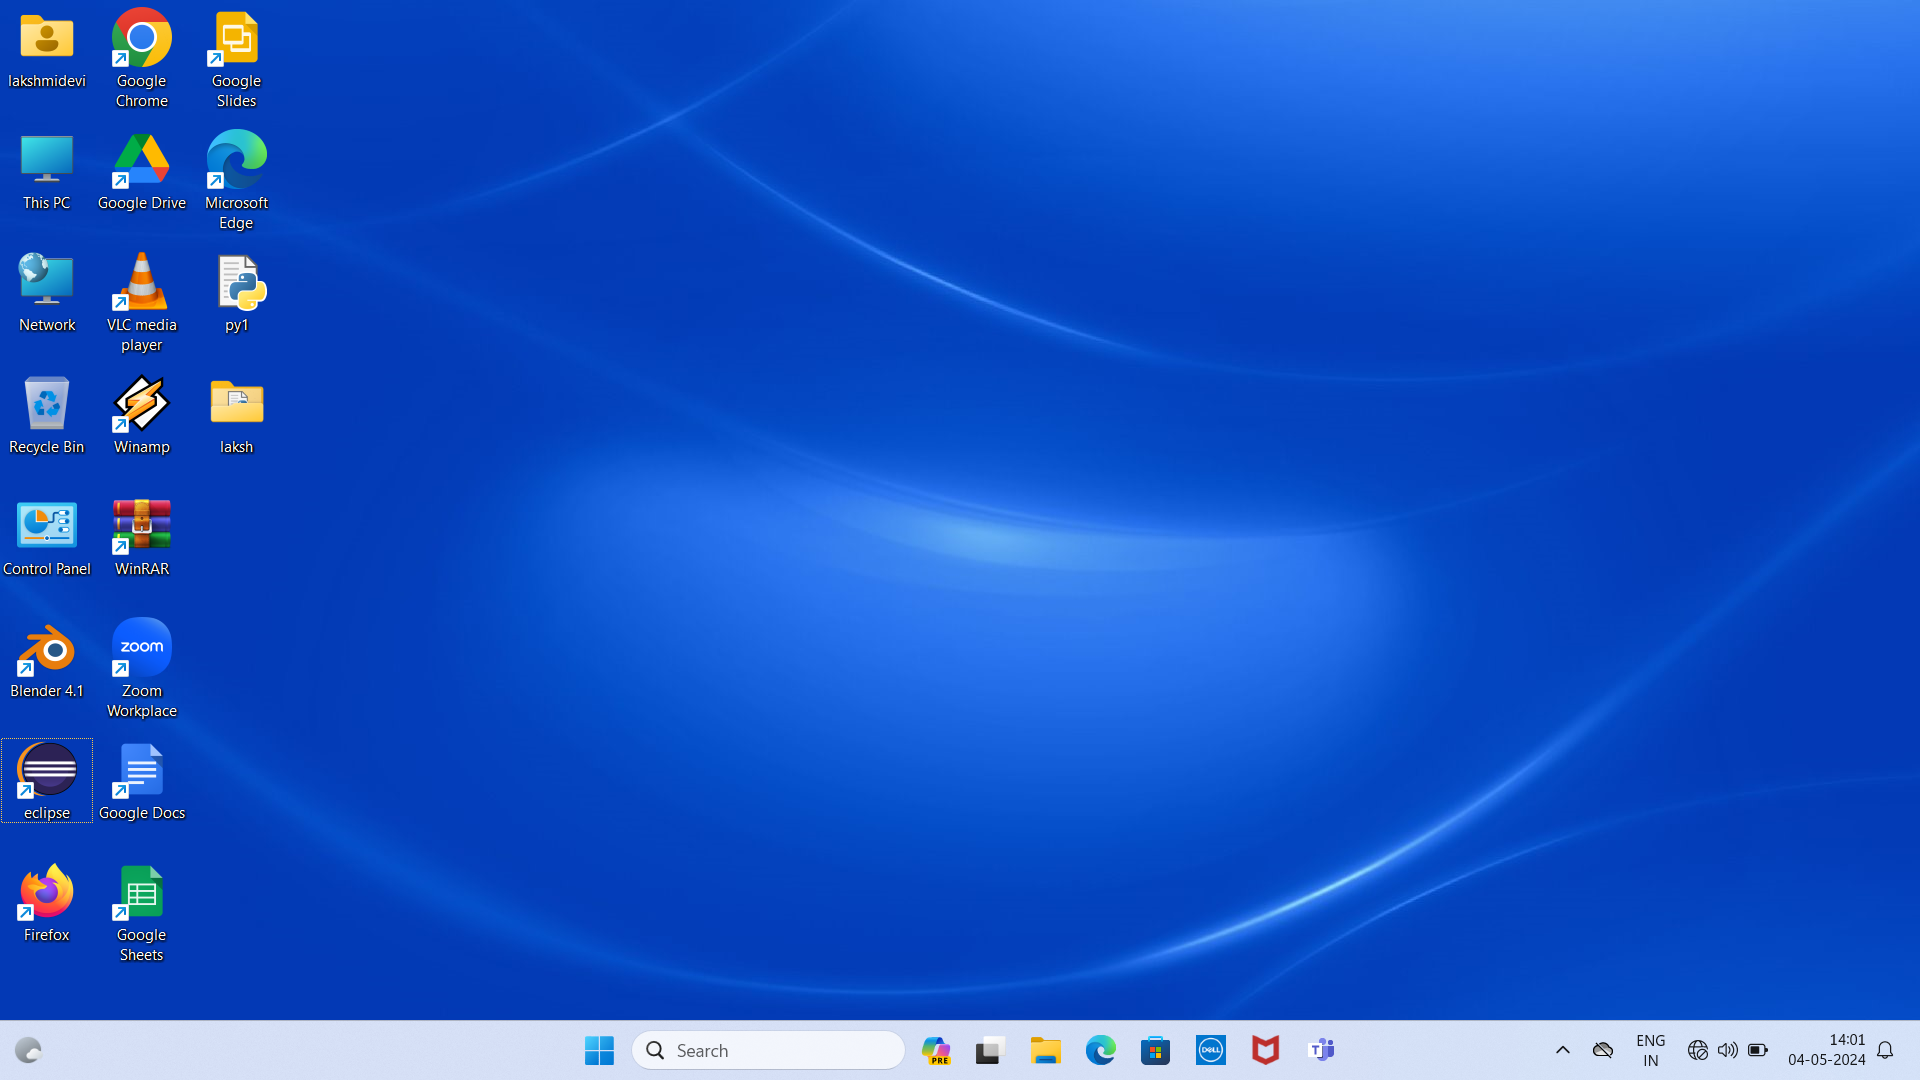 lakshmidevi
Google
Chrome
Google
Slides
This PC
Google Drive
Microsoft
Edge
Network
VLC media
player
py1
Recycle Bin
Winamp
laksh
Control Panel
WinRAR
Blender 4.1
zoom
Zoom
Workplace
eclipse
Google Docs
Firefox
Google
Sheets
Search
PRE
DELL
T
ENG
IN
14:01
04-05-2024